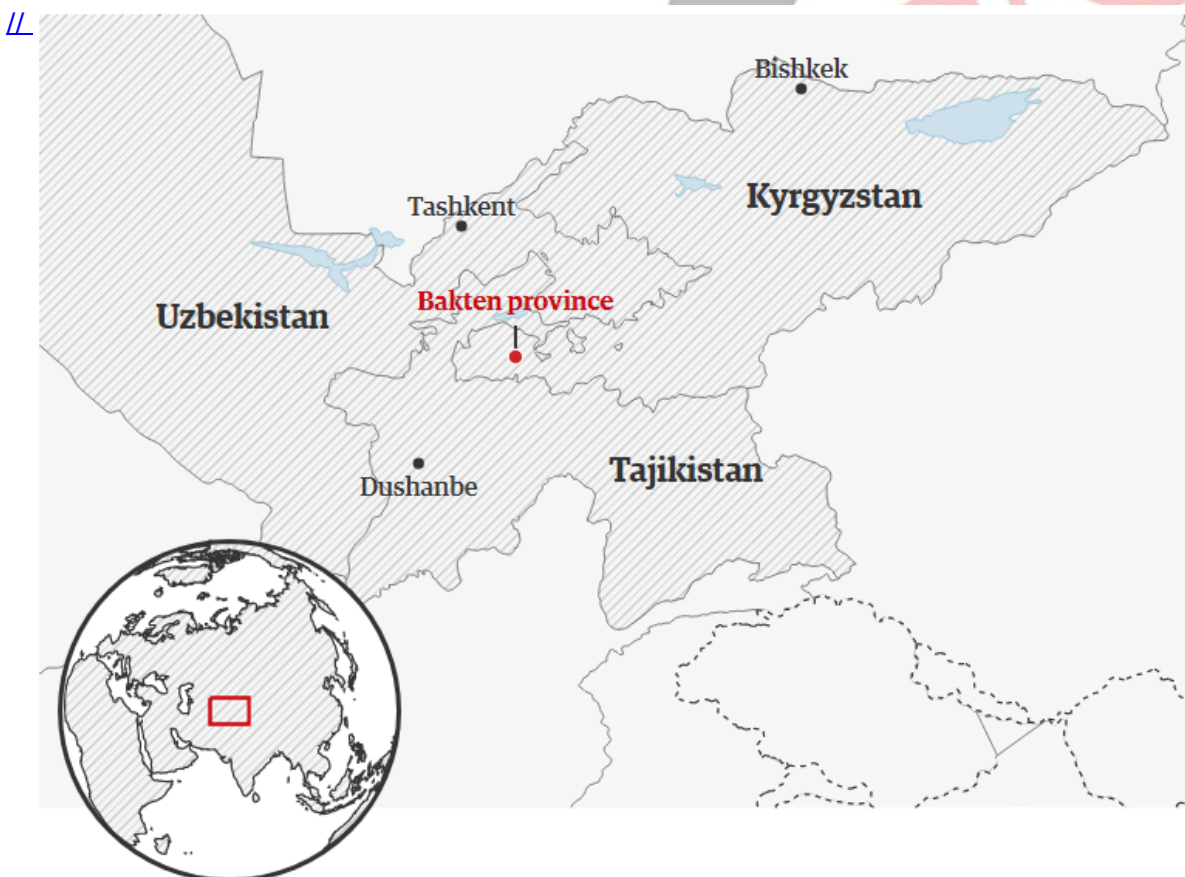 //
Bishkek
Kyrgyzstan
Tashkent
Bakten province
Uzbekistan
Tajikistan
Dushanbe